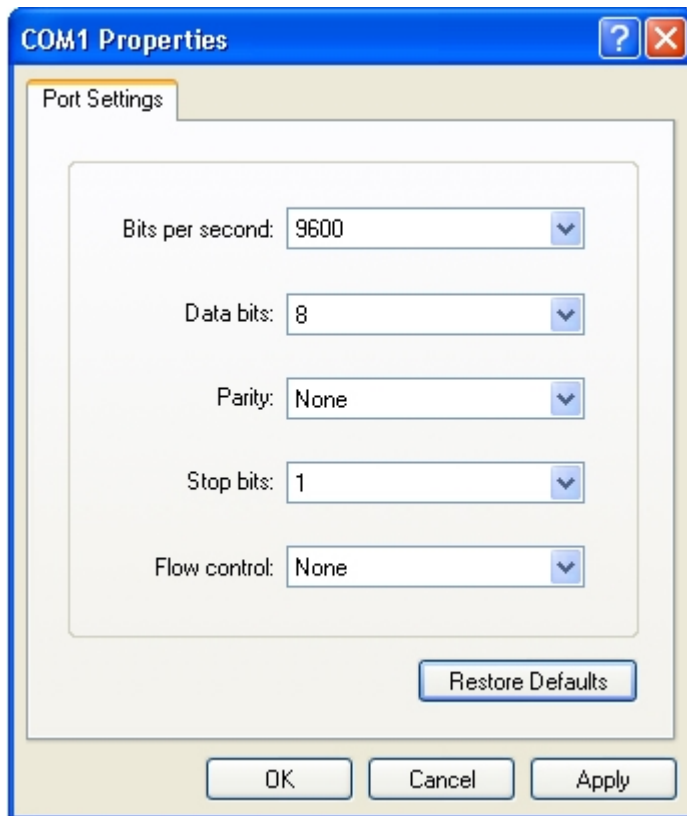 COM1 Properties
Port Settings
Bits per second: 9600
Data bits: 8
Parity: None
Stop bits: 1
Flow control: None
Restore Defaults
OK Cancel Apply